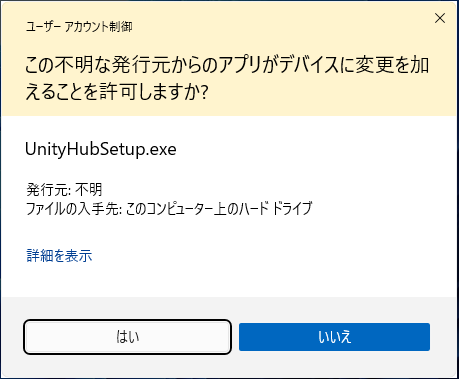 ユーザー アカウント制御
この不明な発行元からのアプリがデバイスに変更を加
えることを許可しますか?
UnityHubSetup.exe
発行元: 不明
ファイルの入手先: このコンピューター上のハード ドライブ
詳細を表示
はい
いいえ